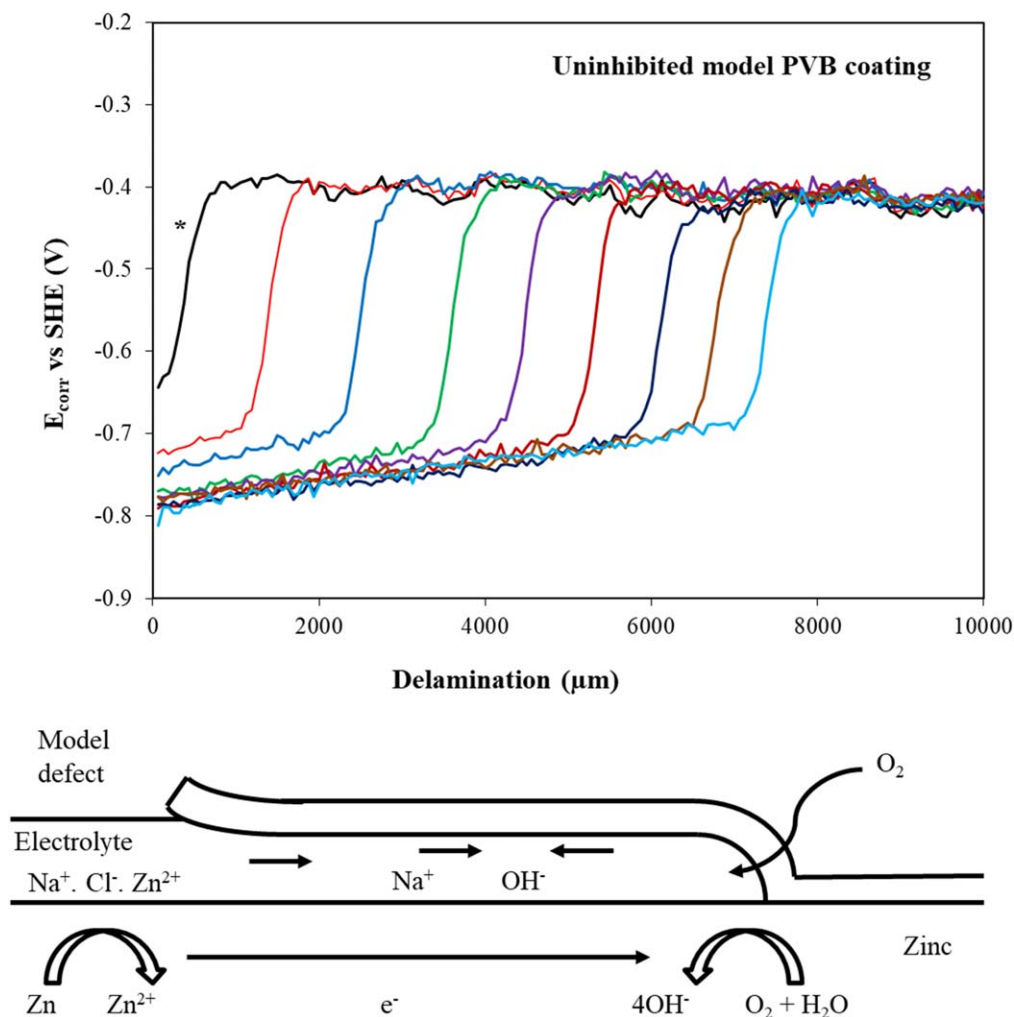 Uninhibited model PVB coating
E_corr vs SHE (V)
-0.2
-0.3
-0.4
-0.5
-0.6
-0.7
-0.8
-0.9
*
0 2000 4000 6000 8000 10000
Delamination (µm)
Model
defect
O₂
Electrolyte
Na⁺. Cl⁻. Zn²⁺
Na⁺ OH⁻
Zinc
Zn Zn²⁺ e⁻ 4OH⁻ O₂ + H₂O